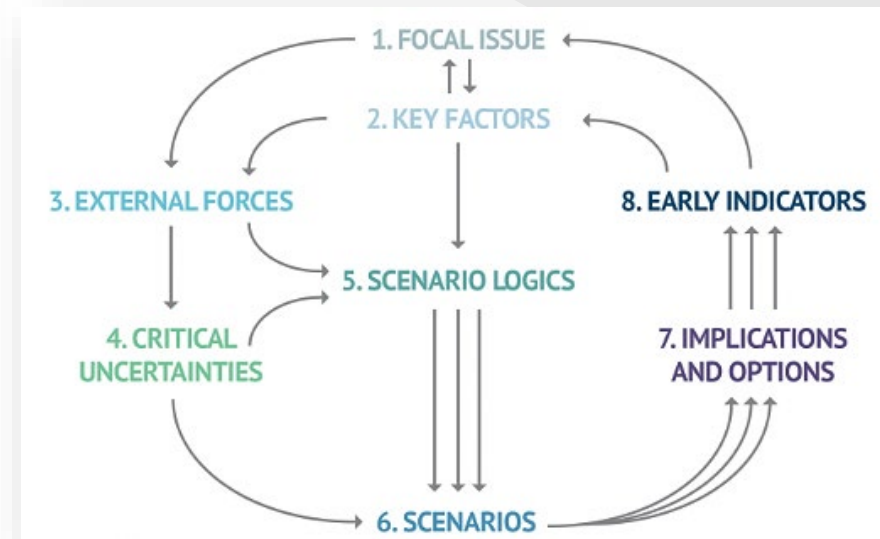 1. FOCAL ISSUE
2. KEY FACTORS
3. EXTERNAL FORCES
8. EARLY INDICATORS
5. SCENARIO LOGICS
4. CRITICAL
UNCERTAINTIES
7. IMPLICATIONS
AND OPTIONS
6. SCENARIOS